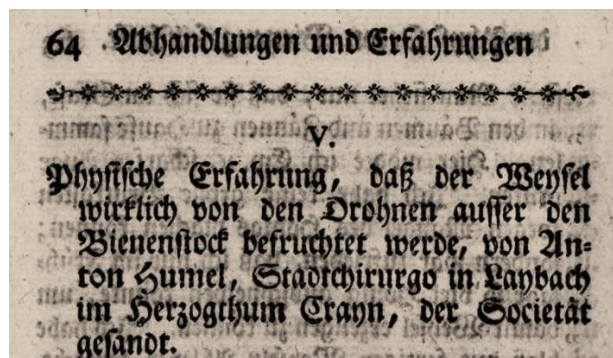 64 Abhandlungen und Erfahrungen
V.
Physische Erfahrung, daß der Weysel
wirklich von den Drohnen ausser den
Bienenstock befruchtet werde, von An-
ton Humel, Stadtchirurgo in Laybach
im Herzogthum Crayn, der Societät
gesandt.